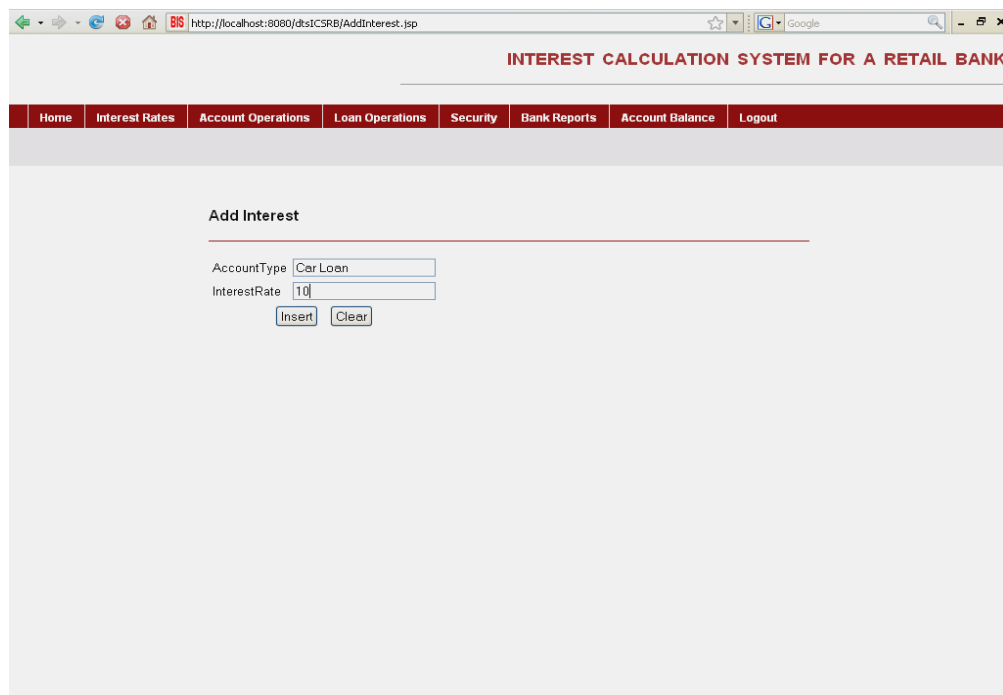 BIS http://localhost:8080/dtsICSRB/AddInterest.jsp G Google
INTEREST CALCULATION SYSTEM FOR A RETAIL BANK
Home Interest Rates Account Operations Loan Operations Security Bank Reports Account Balance Logout
Add Interest
AccountType Car Loan
InterestRate 10
Insert Clear